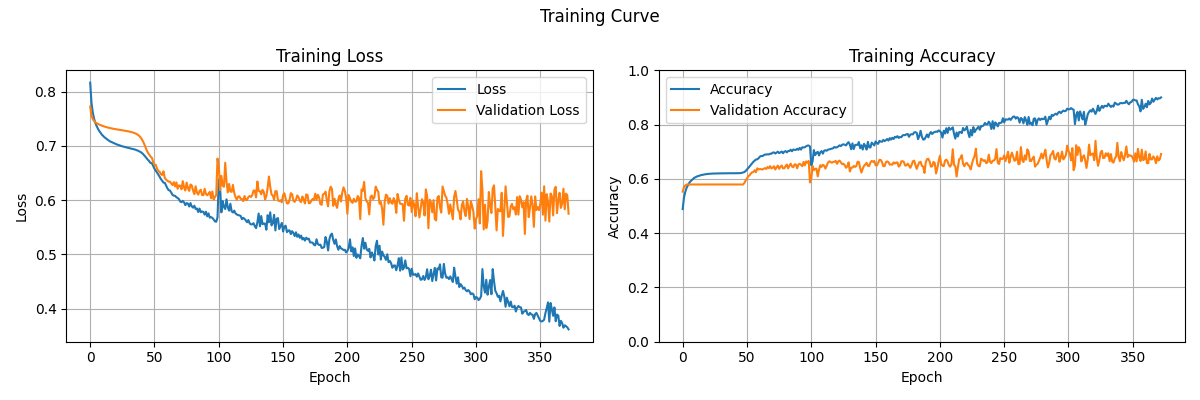 Training Curve
Training Loss
Loss
Validation Loss
0.8
0.7
0.6
0.5
0.4
Loss
0 50 100 150 200 250 300 350
Epoch
Training Accuracy
Accuracy
Validation Accuracy
1.0
0.8
0.6
0.4
0.2
0.0
Accuracy
0 50 100 150 200 250 300 350
Epoch